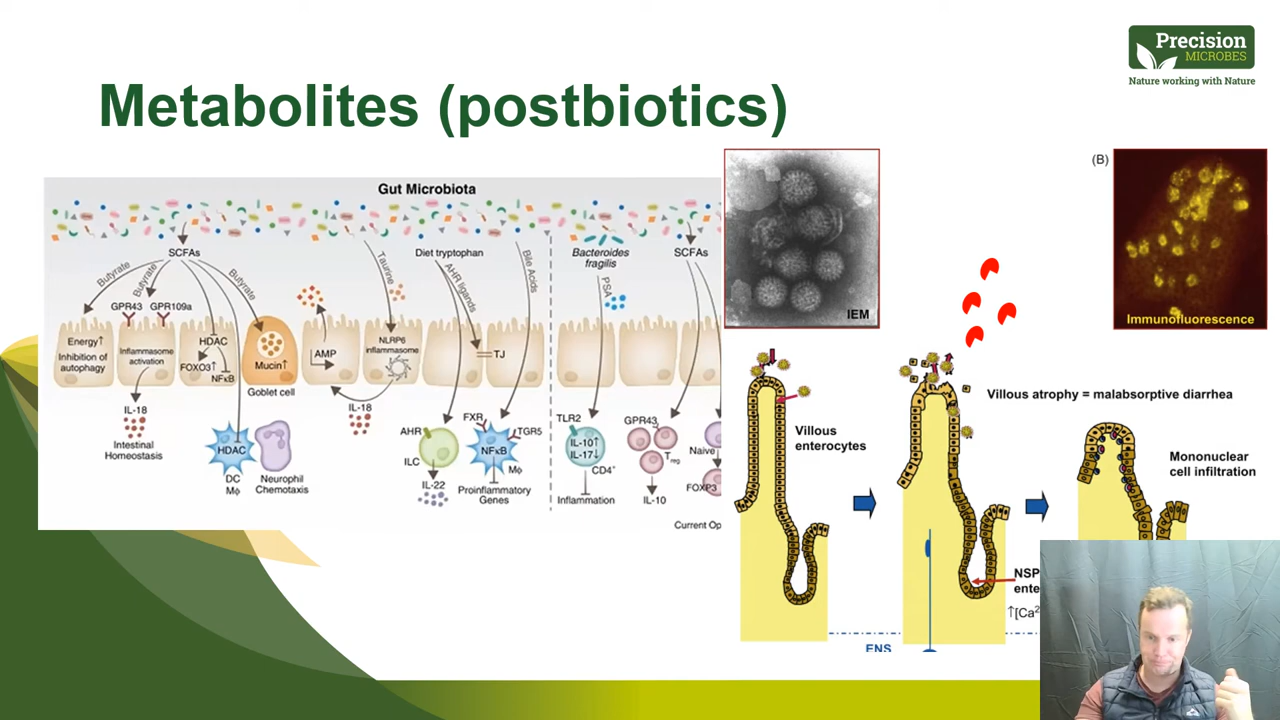 Precision
MICROBES
Nature working with Nature
Metabolites (postbiotics)
Gut Microbiota
SCFAs
Butyrate
Butyrate
Butyrate
GPR43
GPR109a
Energy↑
Inhibition of
autophagy
Inflammasome
activation
HDAC
FOXO3↑
NFκB
Mucin↑
Goblet cell
IL-18
Intestinal
Homeostasis
HDAC
DC
Mϕ
Neurophil
Chemotaxis
Taurine
AMP
NLRP6
inflammasome
IL-18
Diet tryptophan
AHR ligands
Bile Acids
TJ
AHR
ILC
IL-22
FXR
TGR5
NFκB
Mϕ
Proinflammatory
Genes
Bacteroides
fragilis
PSA
TLR2
IL-10↑
IL-17↓
CD4⁺
Inflammation
SCFAs
GPR43
Treg
IL-10
Naive
FOXP3
Current Op
IEM
(B)
Immunofluorescence
Villous
enterocytes
Villous atrophy = malabsorptive diarrhea
Mononuclear
cell infiltration
NSP
ente
↑[Ca²
ENS